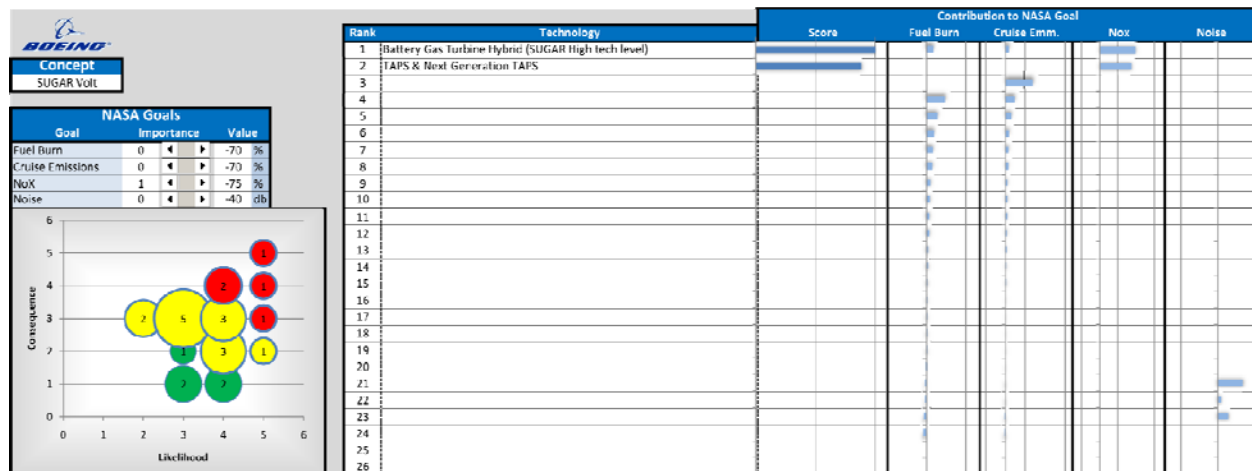 BOEING
Concept
SUGAR Volt
NASA Goals
Goal Importance Value
Fuel Burn 0 -70 %
Cruise Emissions 0 -70 %
NoX 1 -75 %
Noise 0 -40 db
6
5
4
3
2
1
0
Consequence
0 1 2 3 4 5 6
Likelihood
1
2 1
2 5 3 1
1 3 1
2 2
Contribution to NASA Goal
Rank Technology Score Fuel Burn Cruise Emm. Nox Noise
1 Battery Gas Turbine Hybrid (SUGAR High tech level)
2 TAPS & Next Generation TAPS
3
4
5
6
7
8
9
10
11
12
13
14
15
16
17
18
19
20
21
22
23
24
25
26